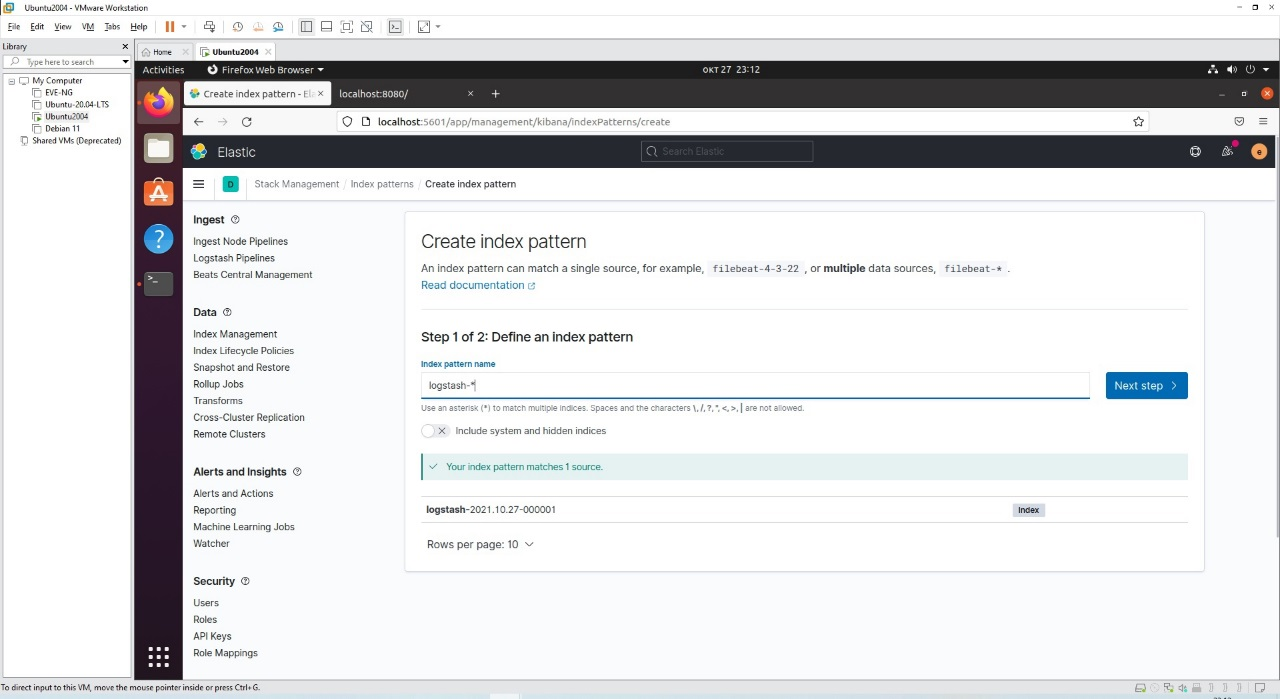 Ubuntu2004 - VMware Workstation
File Edit View VM Tabs Help
Library
Type here to search
My Computer
EVE-NG
Ubuntu-20.04-LTS
Ubuntu2004
Debian 11
Shared VMs (Deprecated)
Home
Ubuntu2004
Activities
Firefox Web Browser
окт 27 23:12
Create index pattern - Ela
localhost:8080/
localhost:5601/app/management/kibana/indexPatterns/create
Elastic
Search Elastic
e
D
Stack Management / Index patterns / Create index pattern
Ingest
Ingest Node Pipelines
Logstash Pipelines
Beats Central Management
Data
Index Management
Index Lifecycle Policies
Snapshot and Restore
Rollup Jobs
Transforms
Cross-Cluster Replication
Remote Clusters
Alerts and Insights
Alerts and Actions
Reporting
Machine Learning Jobs
Watcher
Security
Users
Roles
API Keys
Role Mappings
Create index pattern
An index pattern can match a single source, for example, filebeat-4-3-22 , or multiple data sources, filebeat-* .
Read documentation
Step 1 of 2: Define an index pattern
Index pattern name
logstash-*
Next step
Use an asterisk (*) to match multiple indices. Spaces and the characters \, /, ?, ", <, >, | are not allowed.
Include system and hidden indices
Your index pattern matches 1 source.
logstash-2021.10.27-000001
Index
Rows per page: 10
To direct input to this VM, move the mouse pointer inside or press Ctrl+G.